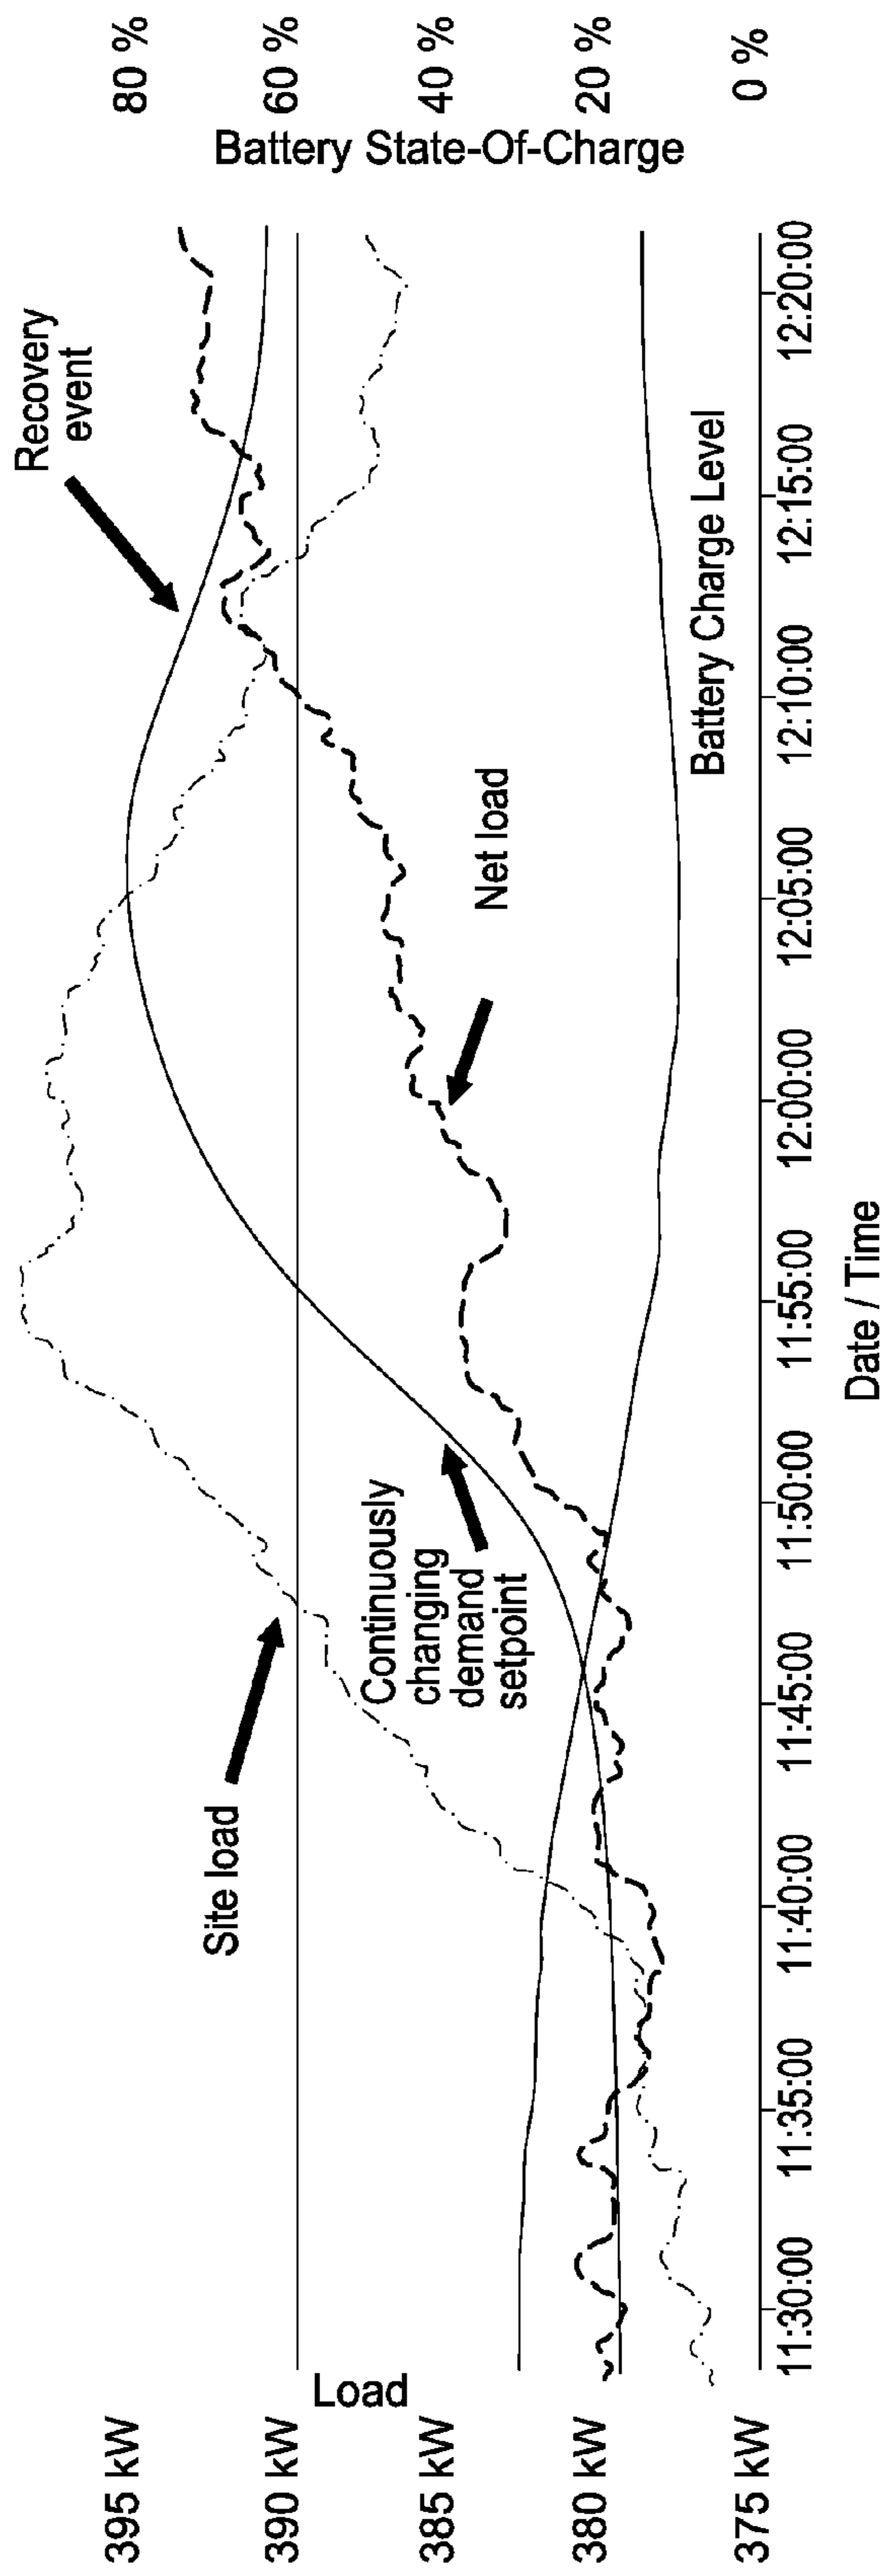 395 kW
390 kW
385 kW
380 kW
375 kW
Load
Site load
Continuously
changing
demand
setpoint
Net load
Recovery
event
Battery Charge Level
80 %
60 %
40 %
20 %
0 %
Battery State-Of-Charge
11:30:00
11:35:00
11:40:00
11:45:00
11:50:00
11:55:00
12:00:00
12:05:00
12:10:00
12:15:00
12:20:00
Date / Time